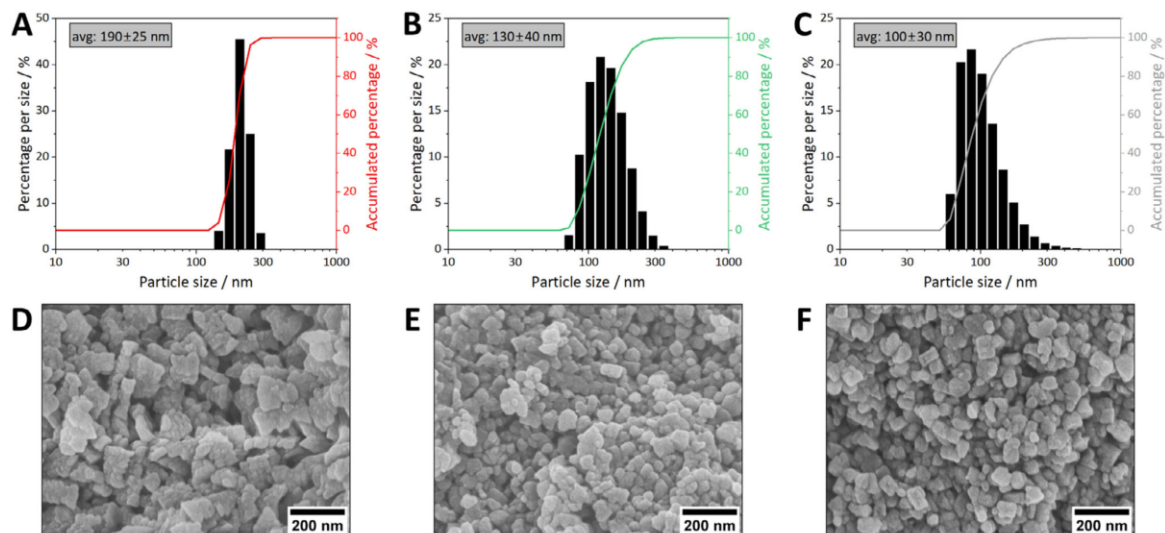 A
avg: 190±25 nm
Percentage per size / %
50
40
30
20
10
0
Accumulated percentage / %
100
80
60
40
20
0
10 30 100 300 1000
Particle size / nm
B
avg: 130±40 nm
Percentage per size / %
25
20
15
10
5
0
Accumulated percentage / %
100
80
60
40
20
0
10 30 100 300 1000
Particle size / nm
C
avg: 100±30 nm
Percentage per size / %
25
20
15
10
5
0
Accumulated percentage / %
100
80
60
40
20
0
10 30 100 300 1000
Particle size / nm
D
200 nm
E
200 nm
F
200 nm